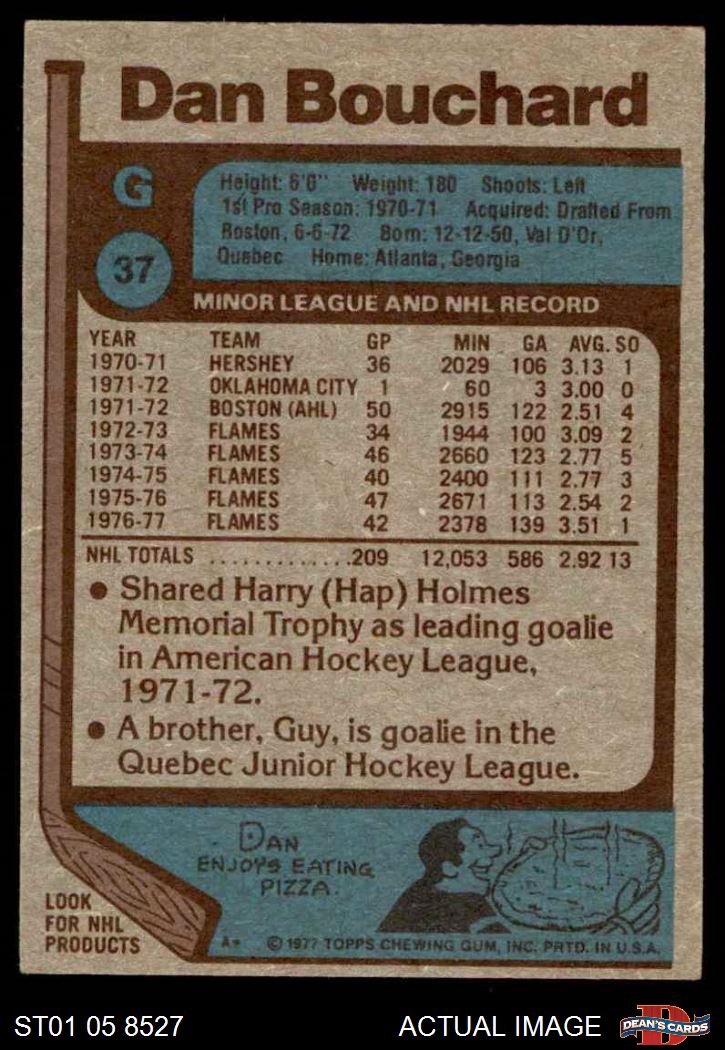 Dan Bouchard
G
37
Height: 6'0" Weight: 180 Shoots: Left
1st Pro Season: 1970-71 Acquired: Drafted From
Boston, 6-6-72 Born: 12-12-50, Val D'Or,
Quebec Home: Atlanta, Georgia
MINOR LEAGUE AND NHL RECORD
YEAR TEAM GP MIN GA AVG. SO
1970-71 HERSHEY 36 2029 106 3.13 1
1971-72 OKLAHOMA CITY 1 60 3 3.00 0
1971-72 BOSTON (AHL) 50 2915 122 2.51 4
1972-73 FLAMES 34 1944 100 3.09 2
1973-74 FLAMES 46 2660 123 2.77 5
1974-75 FLAMES 40 2400 111 2.77 3
1975-76 FLAMES 47 2671 113 2.54 2
1976-77 FLAMES 42 2378 139 3.51 1
NHL TOTALS .............209 12,053 586 2.92 13
• Shared Harry (Hap) Holmes
Memorial Trophy as leading goalie
in American Hockey League,
1971-72.
• A brother, Guy, is goalie in the
Quebec Junior Hockey League.
DAN
ENJOYS EATING
PIZZA.
LOOK
FOR NHL
PRODUCTS
A* © 1977 TOPPS CHEWING GUM, INC. PRTD. IN U.S.A.
ST01 05 8527 ACTUAL IMAGE
DEAN'S CARDS